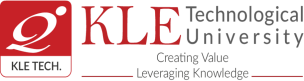 KLE TECH.
KLE Technological
University
Creating Value
Leveraging Knowledge